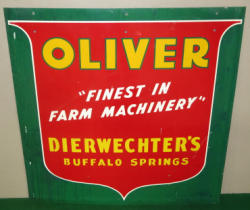 OLIVER
"FINEST IN
FARM MACHINERY"
DIERWECHTER'S
BUFFALO SPRINGS